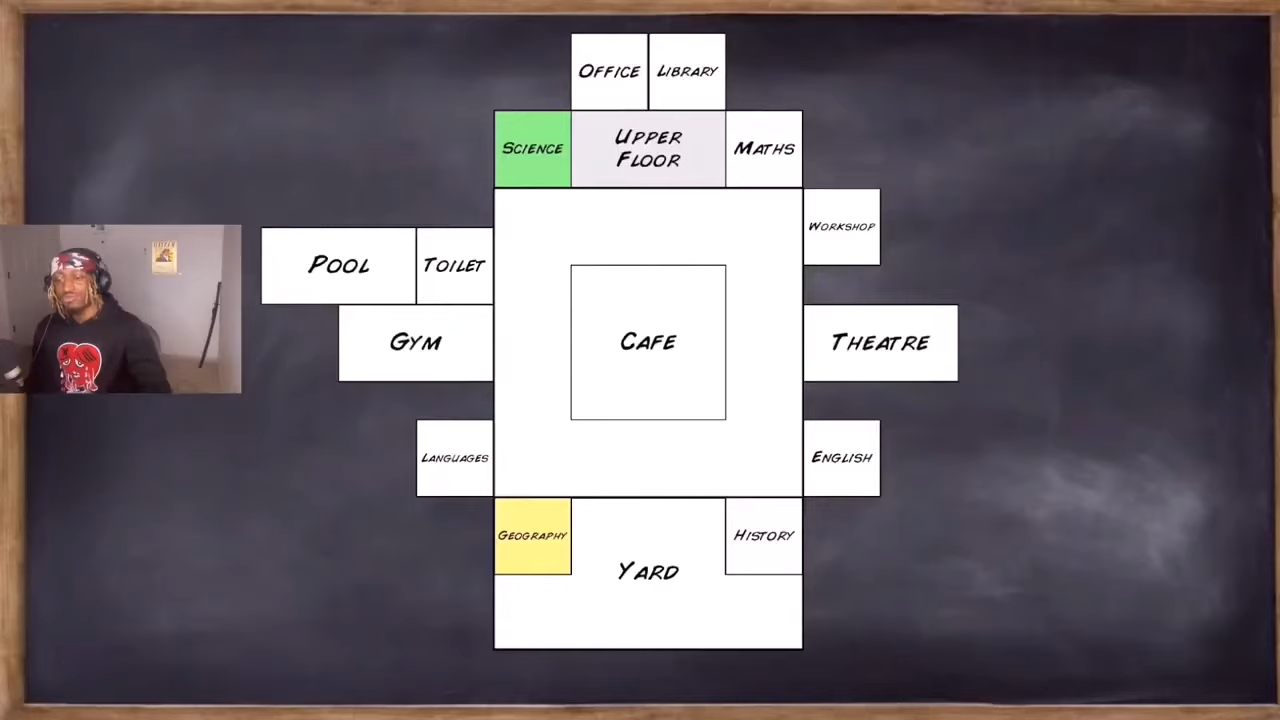 OFFICE
LIBRARY
SCIENCE
UPPER
FLOOR
MATHS
WORKSHOP
POOL
TOILET
GYM
CAFE
THEATRE
LANGUAGES
ENGLISH
GEOGRAPHY
HISTORY
YARD